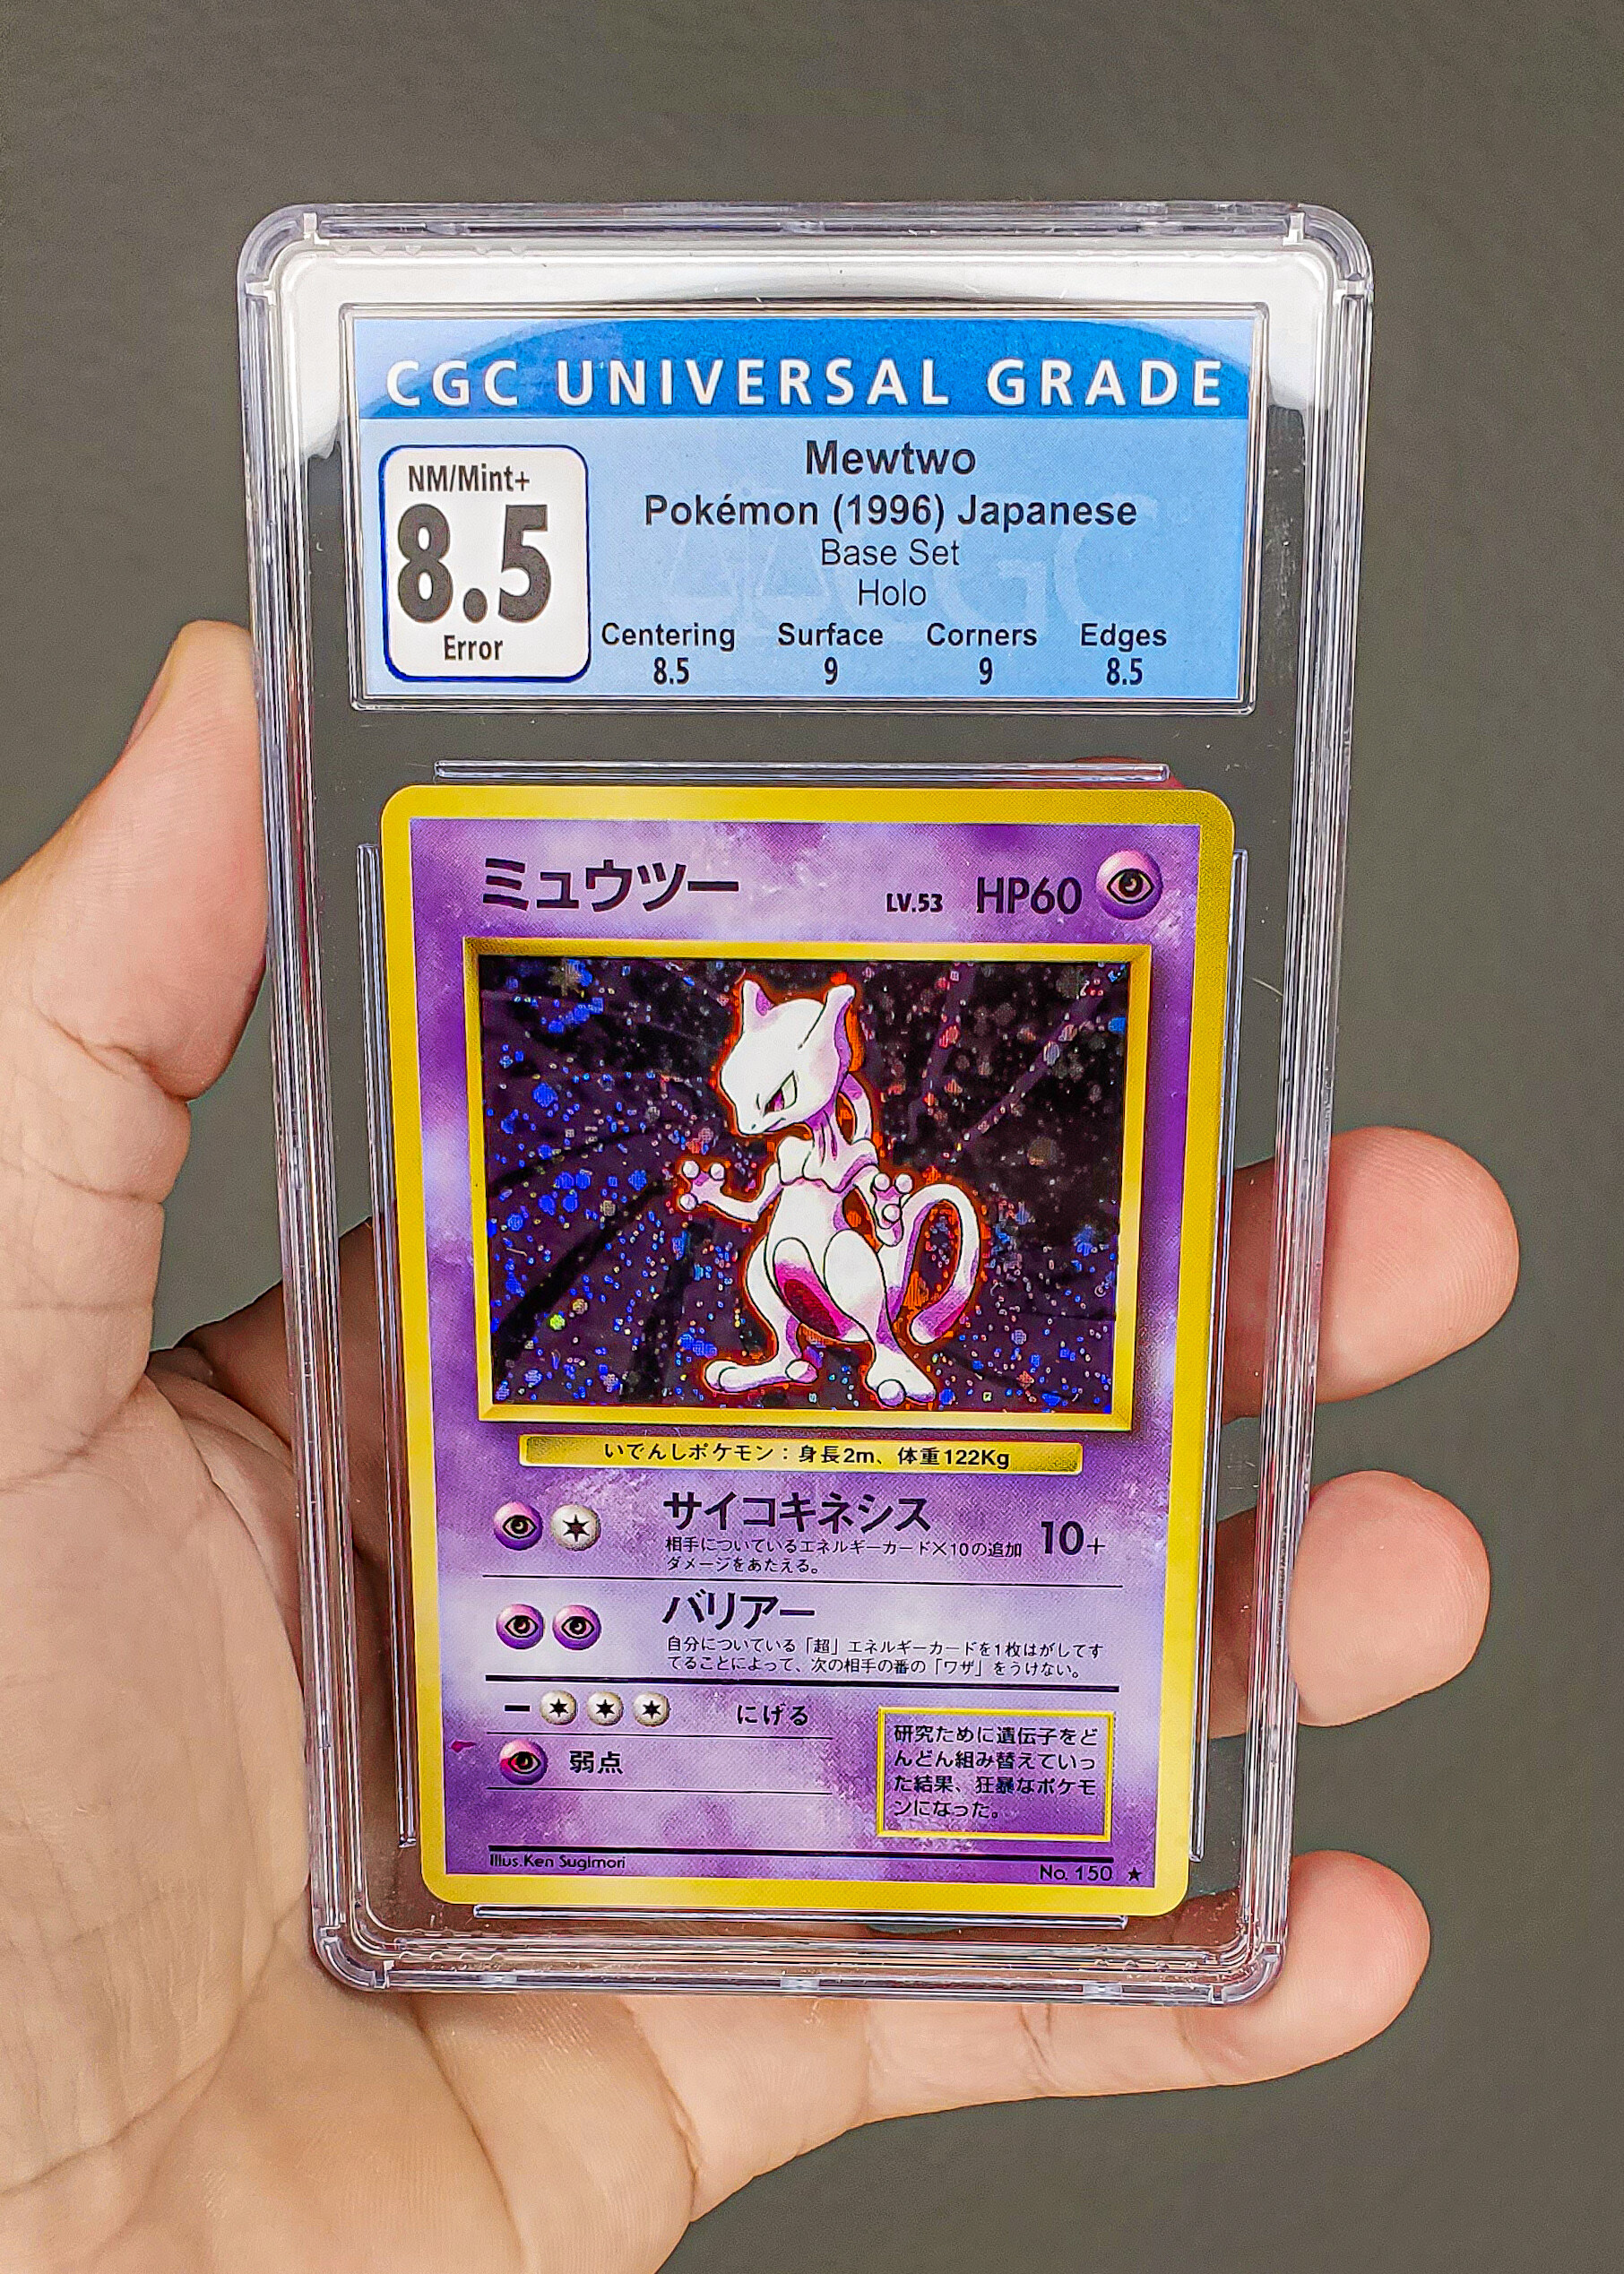 CGC UNIVERSAL GRADE
NM/Mint+
8.5
Error
Mewtwo
Pokémon (1996) Japanese
Base Set
Holo
Centering Surface Corners Edges
8.5 9 9 8.5
ミュウツー LV.53 HP60
いでんしポケモン：身長2m、体重122Kg
サイコキネシス 10+
相手についているエネルギーカード×10の追加
ダメージをあたえる。
バリアー
自分についている「超」エネルギーカードを1枚はがしてす
てることによって、次の相手の番の「ワザ」をうけない。
ー にげる
弱点
研究ために遺伝子をど
んどん組み替えていっ
た結果、狂暴なポケモ
ンになった。
Illus.Ken Sugimori
No. 150 ★